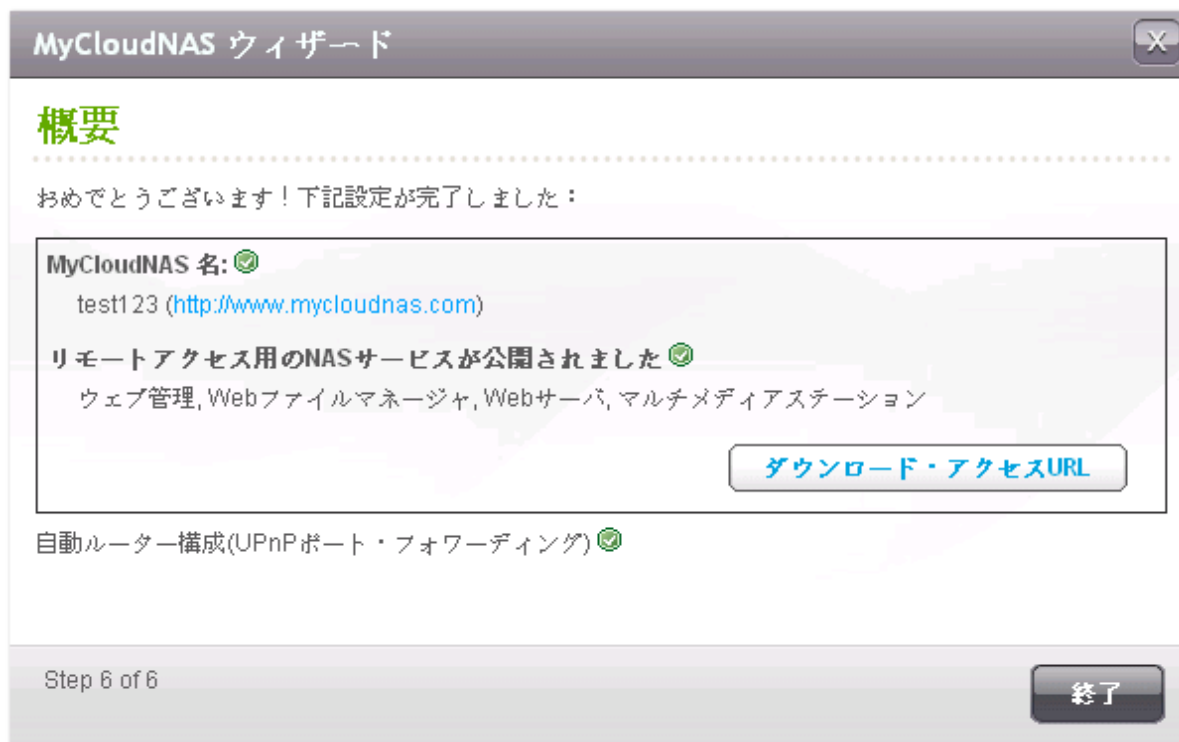 MyCloudNAS ウィザード
X
概要
おめでとうございます！下記設定が完了しました：
MyCloudNAS 名:
test123 (http://www.mycloudnas.com)
リモートアクセス用のNASサービスが公開されました
ウェブ管理, Webファイルマネージャ, Webサーバ, マルチメディアステーション
ダウンロード・アクセスURL
自動ルーター構成(UPnPポート・フォワーディング)
Step 6 of 6
終了